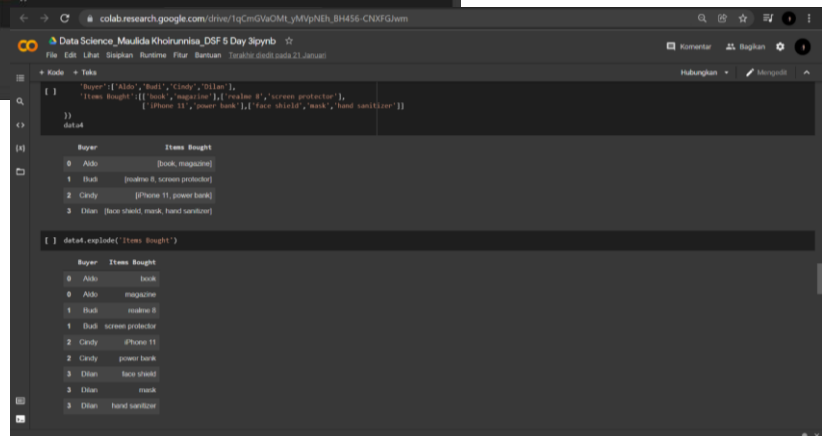 colab.research.google.com/drive/1qCmGVaOMt_yMVpNEh_BH456-CNXFGJwm
Data Science_Maulida Khoirunnisa_DSF 5 Day 3ipynb
Komentar Bagikan
File Edit Lihat Sisipkan Runtime Fitur Bantuan Terakhir diedit pada 21 Januari
+ Kode + Teks Hubungkan Mengedit
[ ] 'Buyer':['Aldo','Budi','Cindy','Dilan'],
'Items Bought':[['book','magazine'],['realme 8','screen protector'],
['iPhone 11','power bank'],['face shield','mask','hand sanitizer']]
})
data4
Buyer Items Bought
0 Aldo [book, magazine]
1 Budi [realme 8, screen protector]
2 Cindy [iPhone 11, power bank]
3 Dilan [face shield, mask, hand sanitizer]
[ ] data4.explode('Items Bought')
Buyer Items Bought
0 Aldo book
0 Aldo magazine
1 Budi realme 8
1 Budi screen protector
2 Cindy iPhone 11
2 Cindy power bank
3 Dilan face shield
3 Dilan mask
3 Dilan hand sanitizer